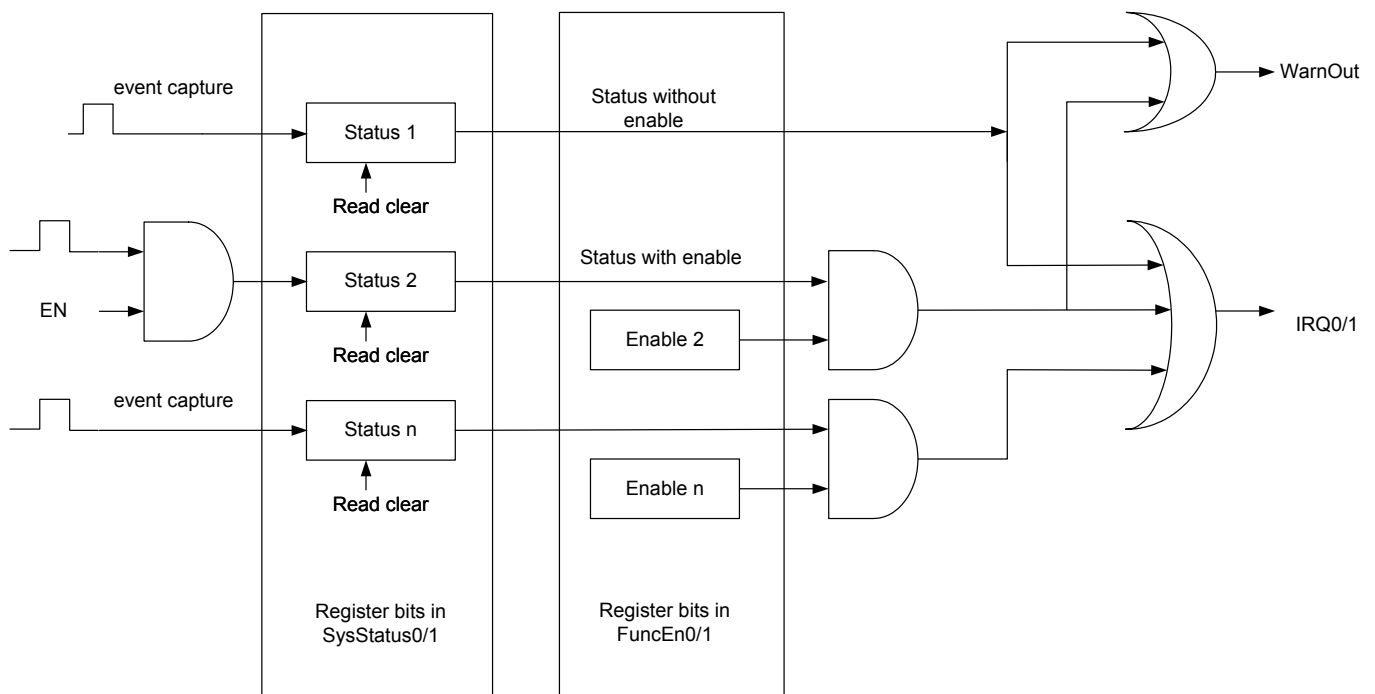 event capture
Status 1
Read clear
Status without
enable
WarnOut
EN
Status 2
Read clear
Status with enable
Enable 2
IRQ0/1
event capture
Status n
Read clear
Enable n
Register bits in
SysStatus0/1
Register bits in
FuncEn0/1